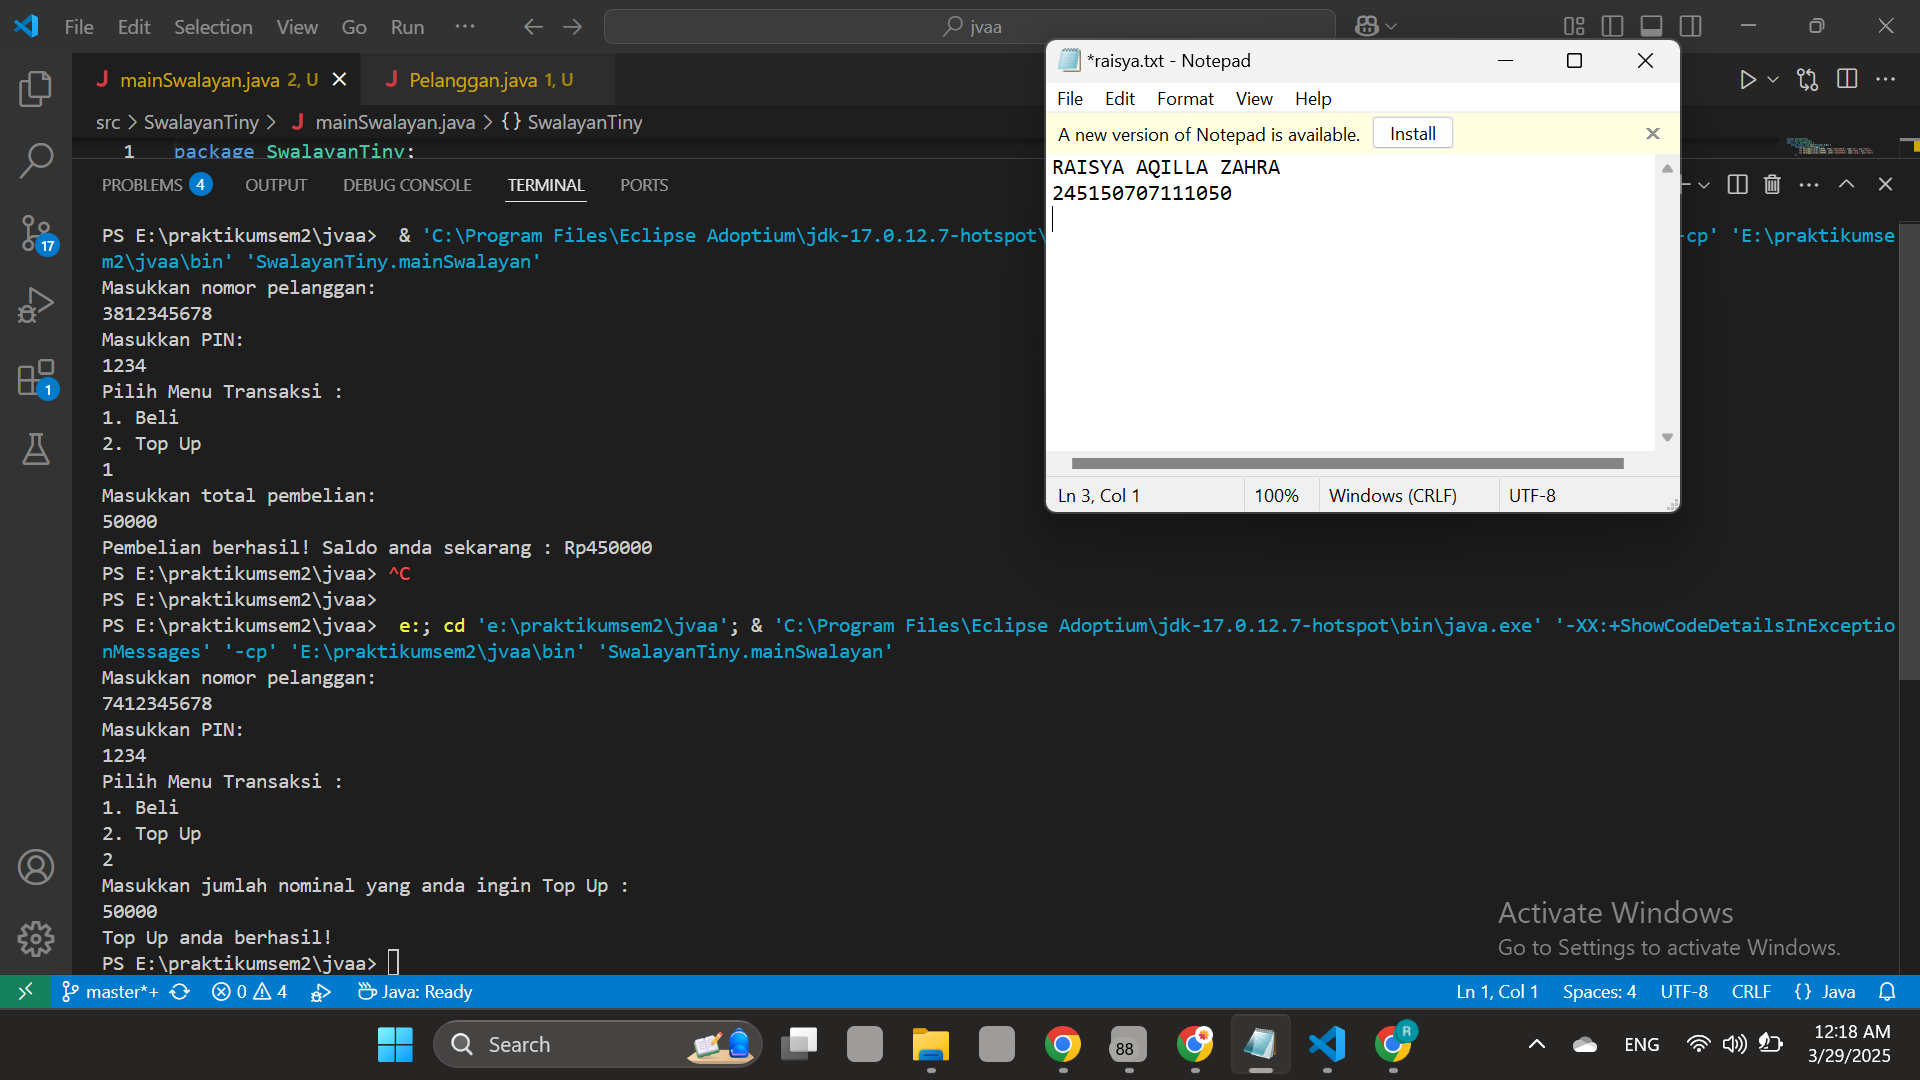 File Edit Selection View Go Run ···
jvaa
mainSwalayan.java 2, U
Pelanggan.java 1, U
src > SwalayanTiny > mainSwalayan.java > {} SwalayanTiny
1 package SwalayanTiny;
PROBLEMS 4 OUTPUT DEBUG CONSOLE TERMINAL PORTS
*raisya.txt - Notepad
File Edit Format View Help
A new version of Notepad is available. Install
RAISYA AQILLA ZAHRA
245150707111050
Ln 3, Col 1 100% Windows (CRLF) UTF-8
PS E:\praktikumsem2\jvaa>  & 'C:\Program Files\Eclipse Adoptium\jdk-17.0.12.7-hotspot\ -cp' 'E:\praktikumse
m2\jvaa\bin' 'SwalayanTiny.mainSwalayan'
Masukkan nomor pelanggan:
3812345678
Masukkan PIN:
1234
Pilih Menu Transaksi :
1. Beli
2. Top Up
1
Masukkan total pembelian:
50000
Pembelian berhasil! Saldo anda sekarang : Rp450000
PS E:\praktikumsem2\jvaa> ^C
PS E:\praktikumsem2\jvaa>
PS E:\praktikumsem2\jvaa>  e:; cd 'e:\praktikumsem2\jvaa'; & 'C:\Program Files\Eclipse Adoptium\jdk-17.0.12.7-hotspot\bin\java.exe' '-XX:+ShowCodeDetailsInExceptio
nMessages' '-cp' 'E:\praktikumsem2\jvaa\bin' 'SwalayanTiny.mainSwalayan'
Masukkan nomor pelanggan:
7412345678
Masukkan PIN:
1234
Pilih Menu Transaksi :
1. Beli
2. Top Up
2
Masukkan jumlah nominal yang anda ingin Top Up :
50000
Top Up anda berhasil!
PS E:\praktikumsem2\jvaa>
17
1
Activate Windows
Go to Settings to activate Windows.
master*+ 0 4 Java: Ready
Ln 1, Col 1 Spaces: 4 UTF-8 CRLF {} Java
Search
88
R
ENG
12:18 AM
3/29/2025